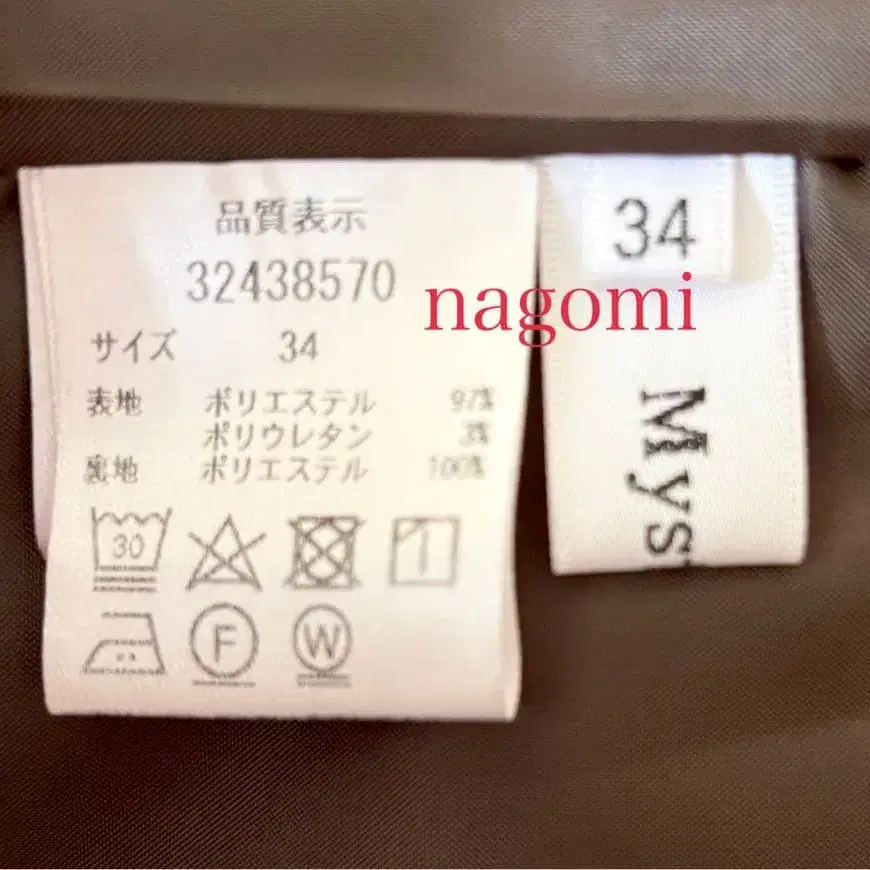 品質表示
32438570
サイズ 34
表地 ポリエステル 97%
ポリウレタン 3%
裏地 ポリエステル 100%
30
F
W
34
nagomi
Mys